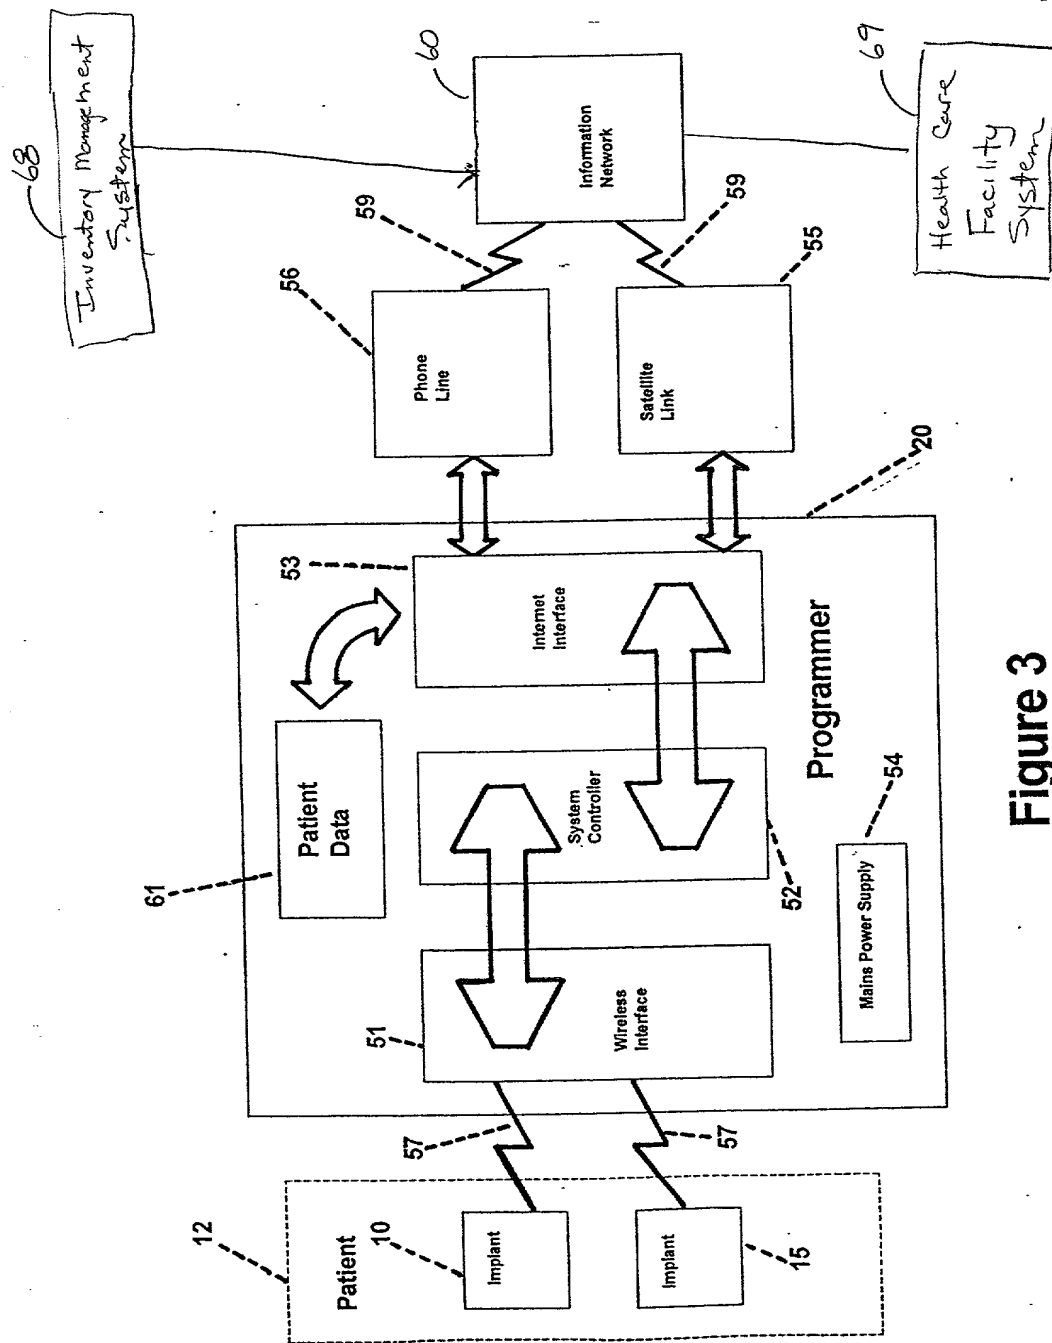 12
Patient
10
Implant
Implant
15
57
57
61
Patient
Data
51
Wireless
Interface
System
Controller
52
53
Internet
Interface
Mains Power Supply
54
Programmer
20
56
Phone
Line
Satellite
Link
55
59
59
60
Information
Network
68
Inventory Management
System
69
Health Care
Facility
System
Figure 3